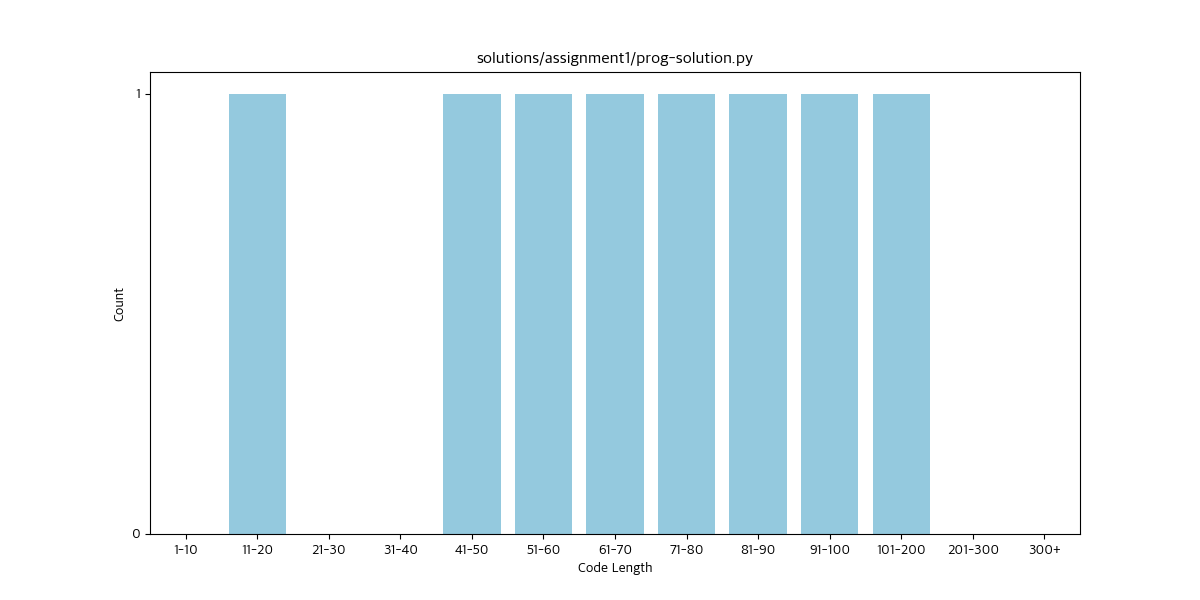 solutions/assignment1/prog-solution.py
1
Count
0
1-10 11-20 21-30 31-40 41-50 51-60 61-70 71-80 81-90 91-100 101-200 201-300 300+
Code Length